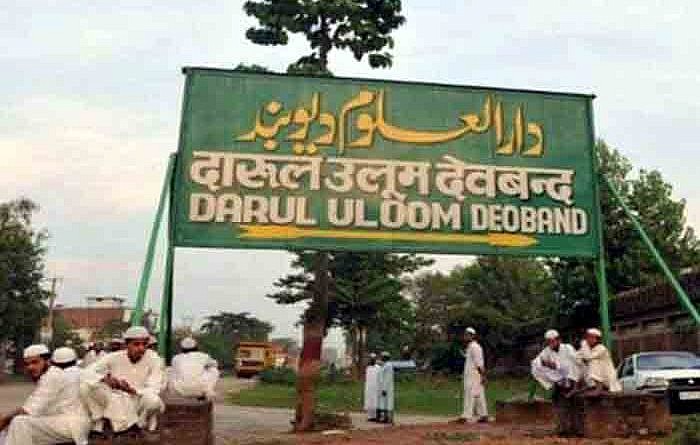 دارالعلوم دیوبند
दारूल उलूम देवबन्द
DARUL ULOOM DEOBAND